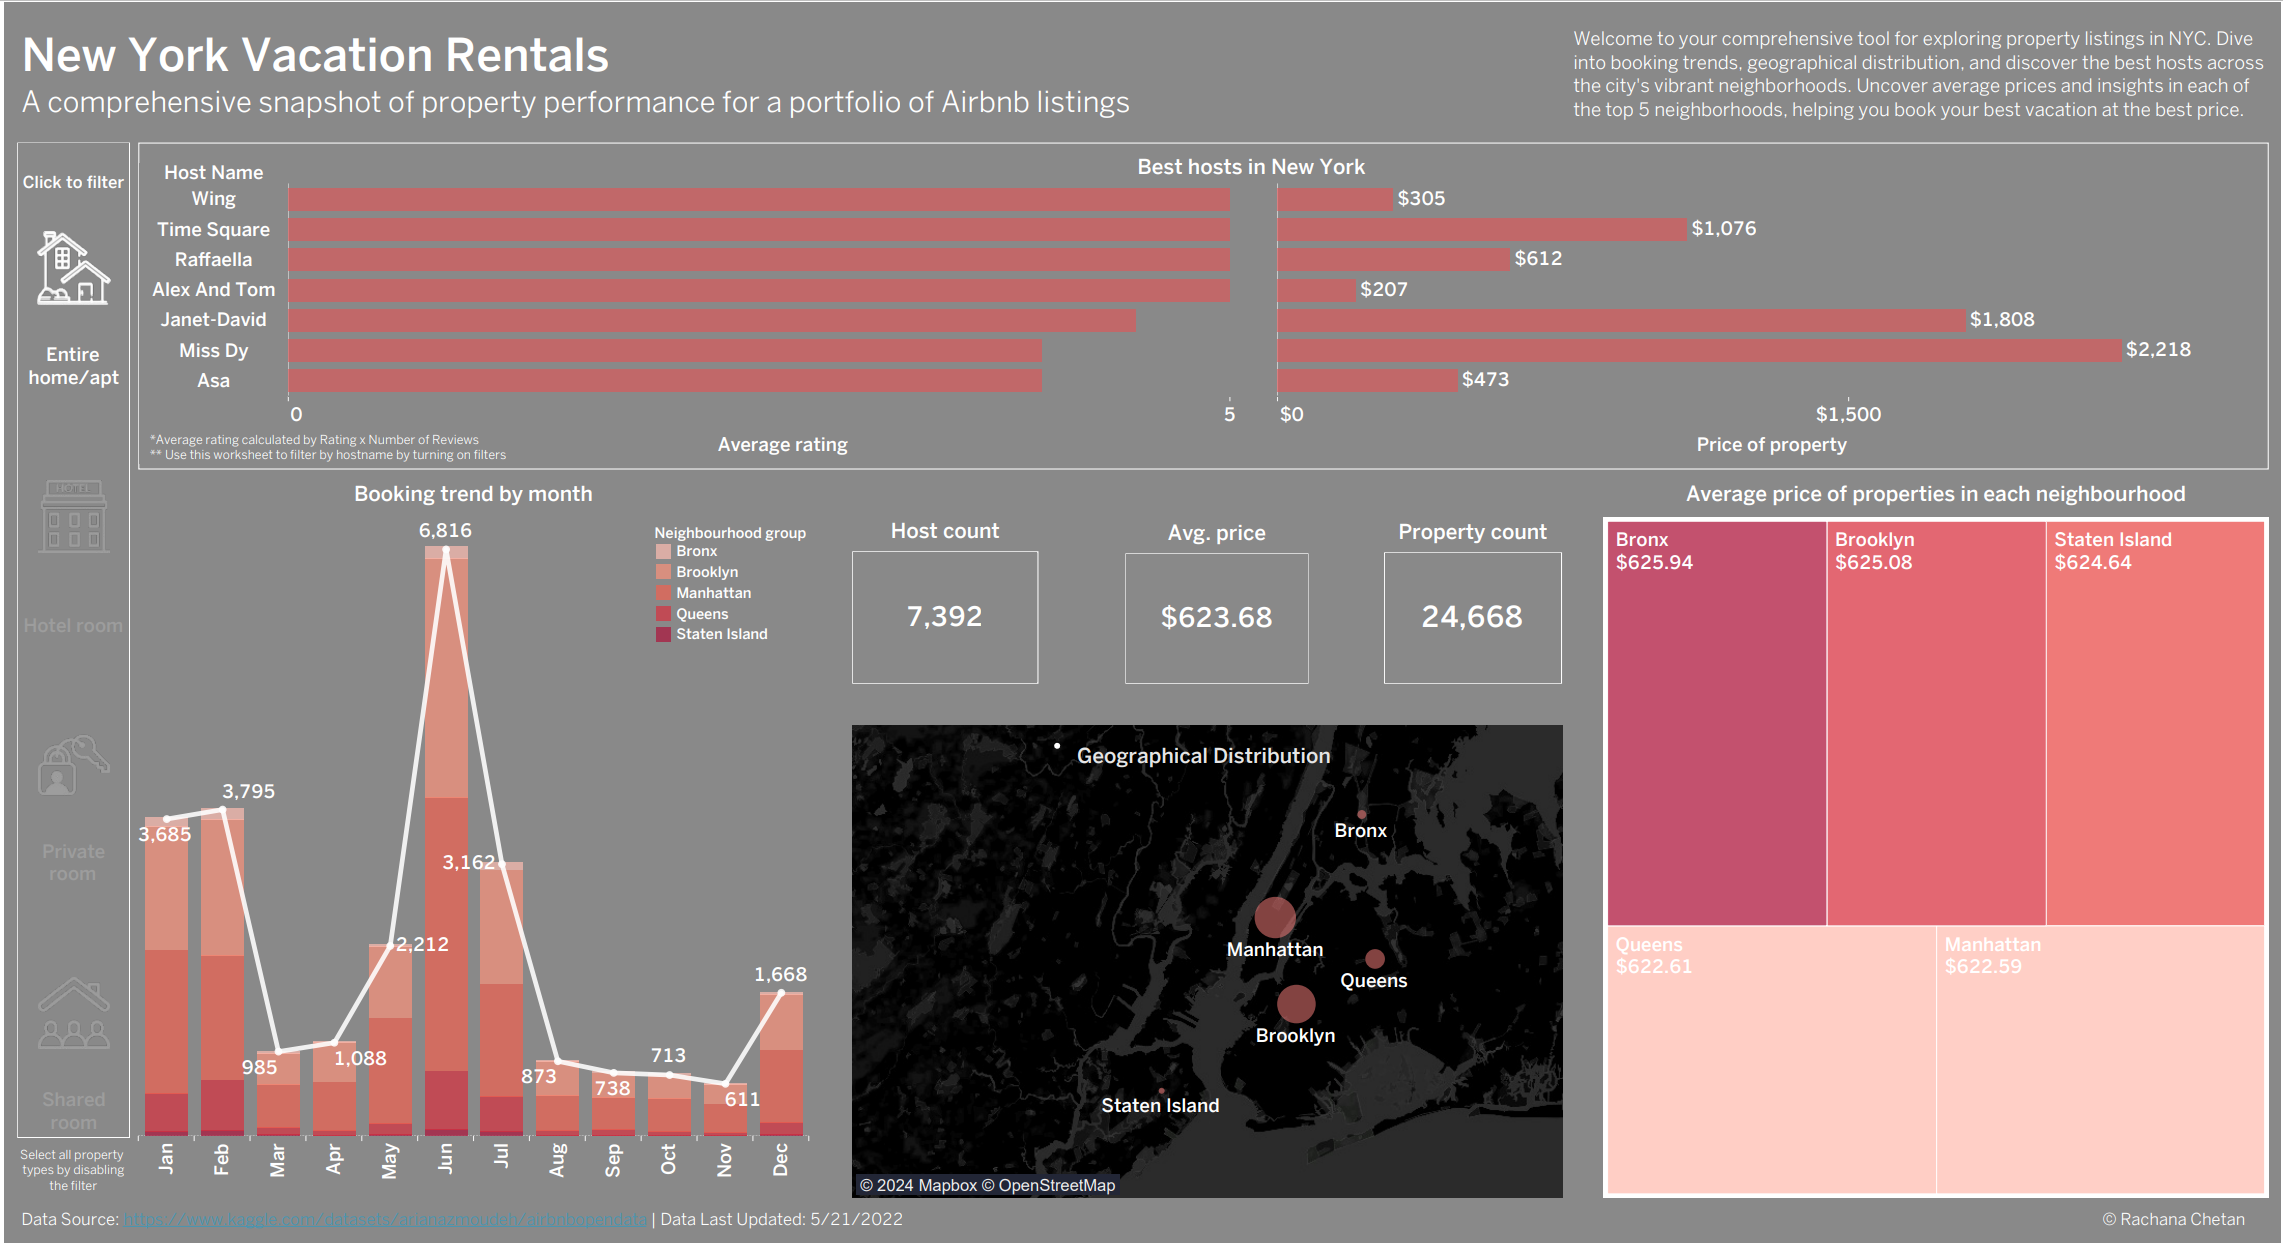 New York Vacation Rentals
A comprehensive snapshot of property performance for a portfolio of Airbnb listings
Welcome to your comprehensive tool for exploring property listings in NYC. Dive
into booking trends, geographical distribution, and discover the best hosts across
the city's vibrant neighborhoods. Uncover average prices and insights in each of
the top 5 neighborhoods, helping you book your best vacation at the best price.
Click to filter
Entire
home/apt
HOTEL
Hotel room
Private
room
Shared
room
Select all property
types by disabling
the filter
Best hosts in New York
Host Name
Wing
$305
Time Square
$1,076
Raffaella
$612
Alex And Tom
$207
Janet-David
$1,808
Miss Dy
$2,218
Asa
$473
0
5
$0
$1,500
Average rating
Price of property
*Average rating calculated by Rating x Number of Reviews
** Use this worksheet to filter by hostname by turning on filters
Booking trend by month
6,816
3,795
3,685
3,162
2,212
1,668
985
1,088
873
738
713
611
Jan
Feb
Mar
Apr
May
Jun
Jul
Aug
Sep
Oct
Nov
Dec
Neighbourhood group
Bronx
Brooklyn
Manhattan
Queens
Staten Island
Host count
7,392
Avg. price
$623.68
Property count
24,668
Geographical Distribution
Bronx
Manhattan
Queens
Brooklyn
Staten Island
© 2024 Mapbox © OpenStreetMap
Average price of properties in each neighbourhood
Bronx
$625.94
Brooklyn
$625.08
Staten Island
$624.64
Queens
$622.61
Manhattan
$622.59
Data Source: https://www.kaggle.com/datasets/arianazmoudeh/airbnbopendata | Data Last Updated: 5/21/2022
© Rachana Chetan